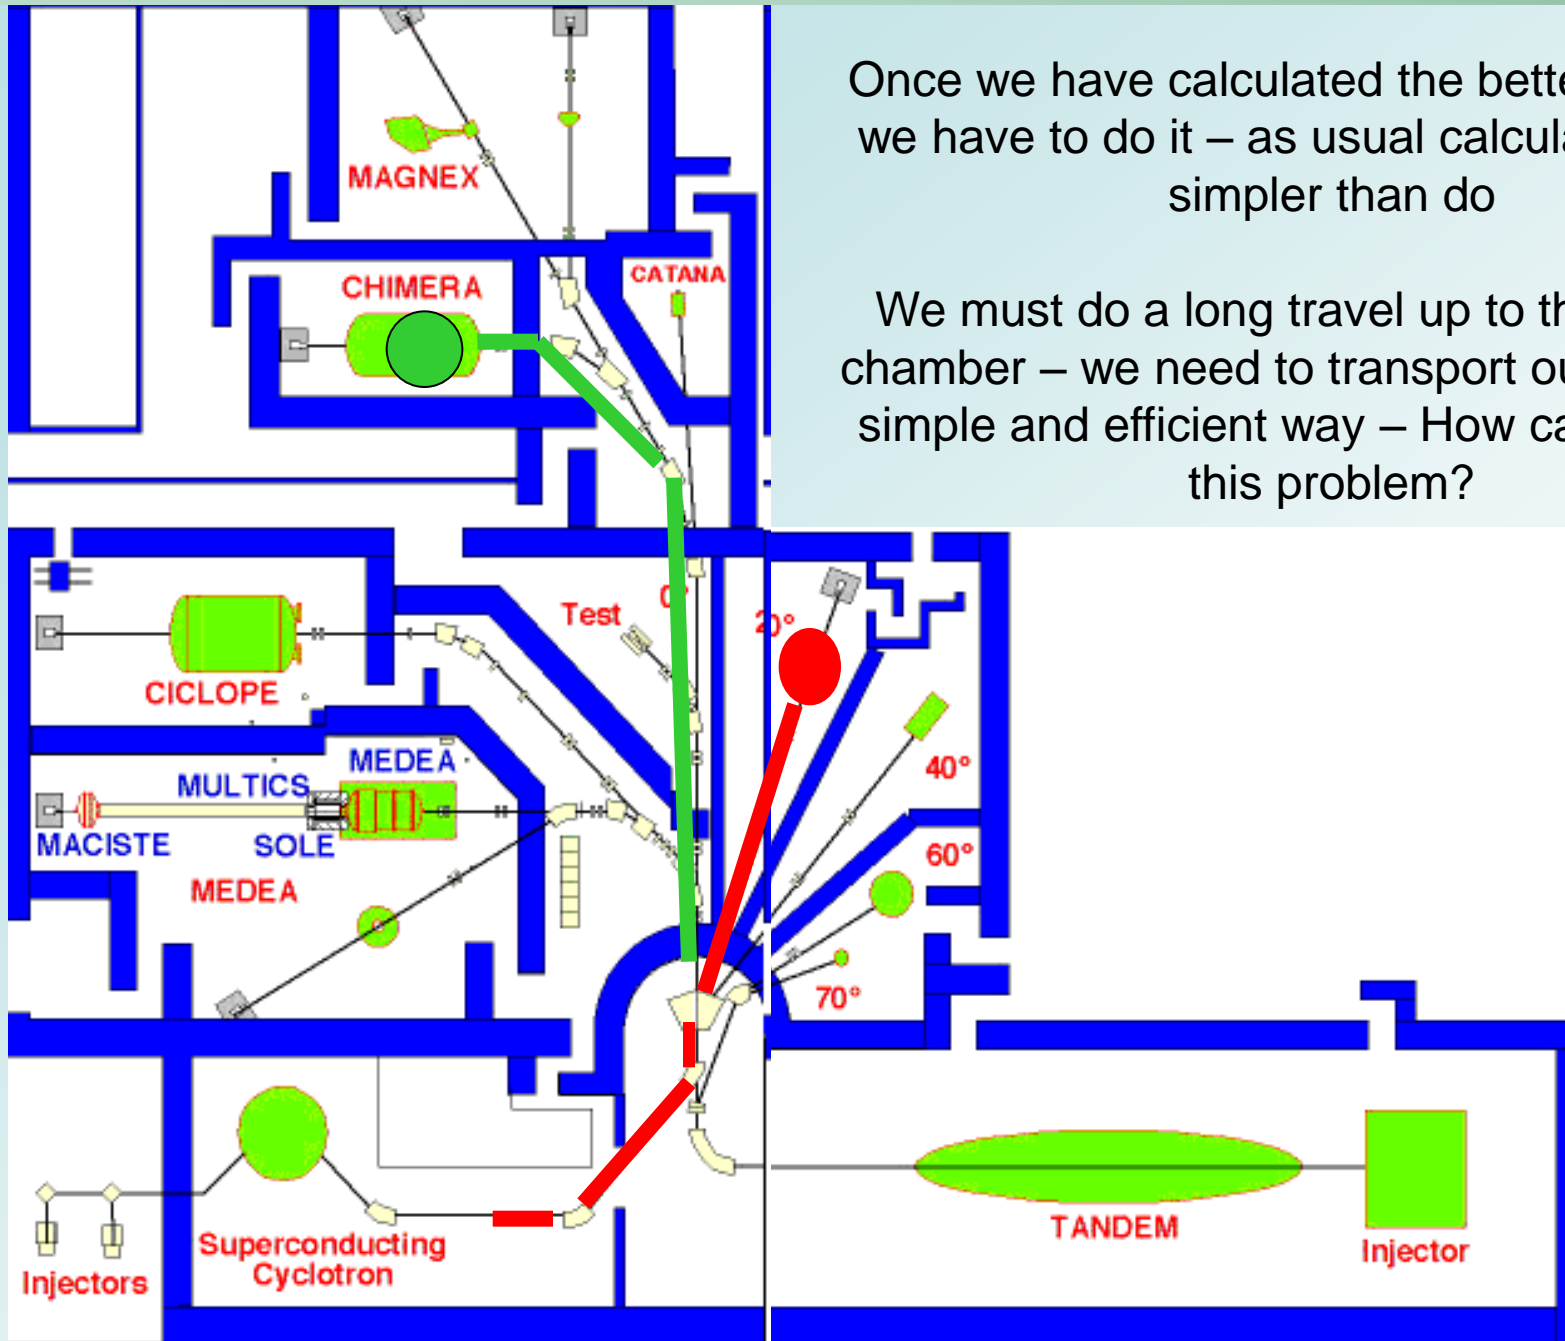 Once we have calculated the bette
we have to do it – as usual calcula
simpler than do
We must do a long travel up to th
chamber – we need to transport ou
simple and efficient way – How ca
this problem?
MAGNEX
CHIMERA
CATANA
Test
0°
20°
CICLOPE
MEDEA
MULTICS
40°
MACISTE
SOLE
60°
MEDEA
70°
Superconducting
Cyclotron
Injectors
TANDEM
Injector